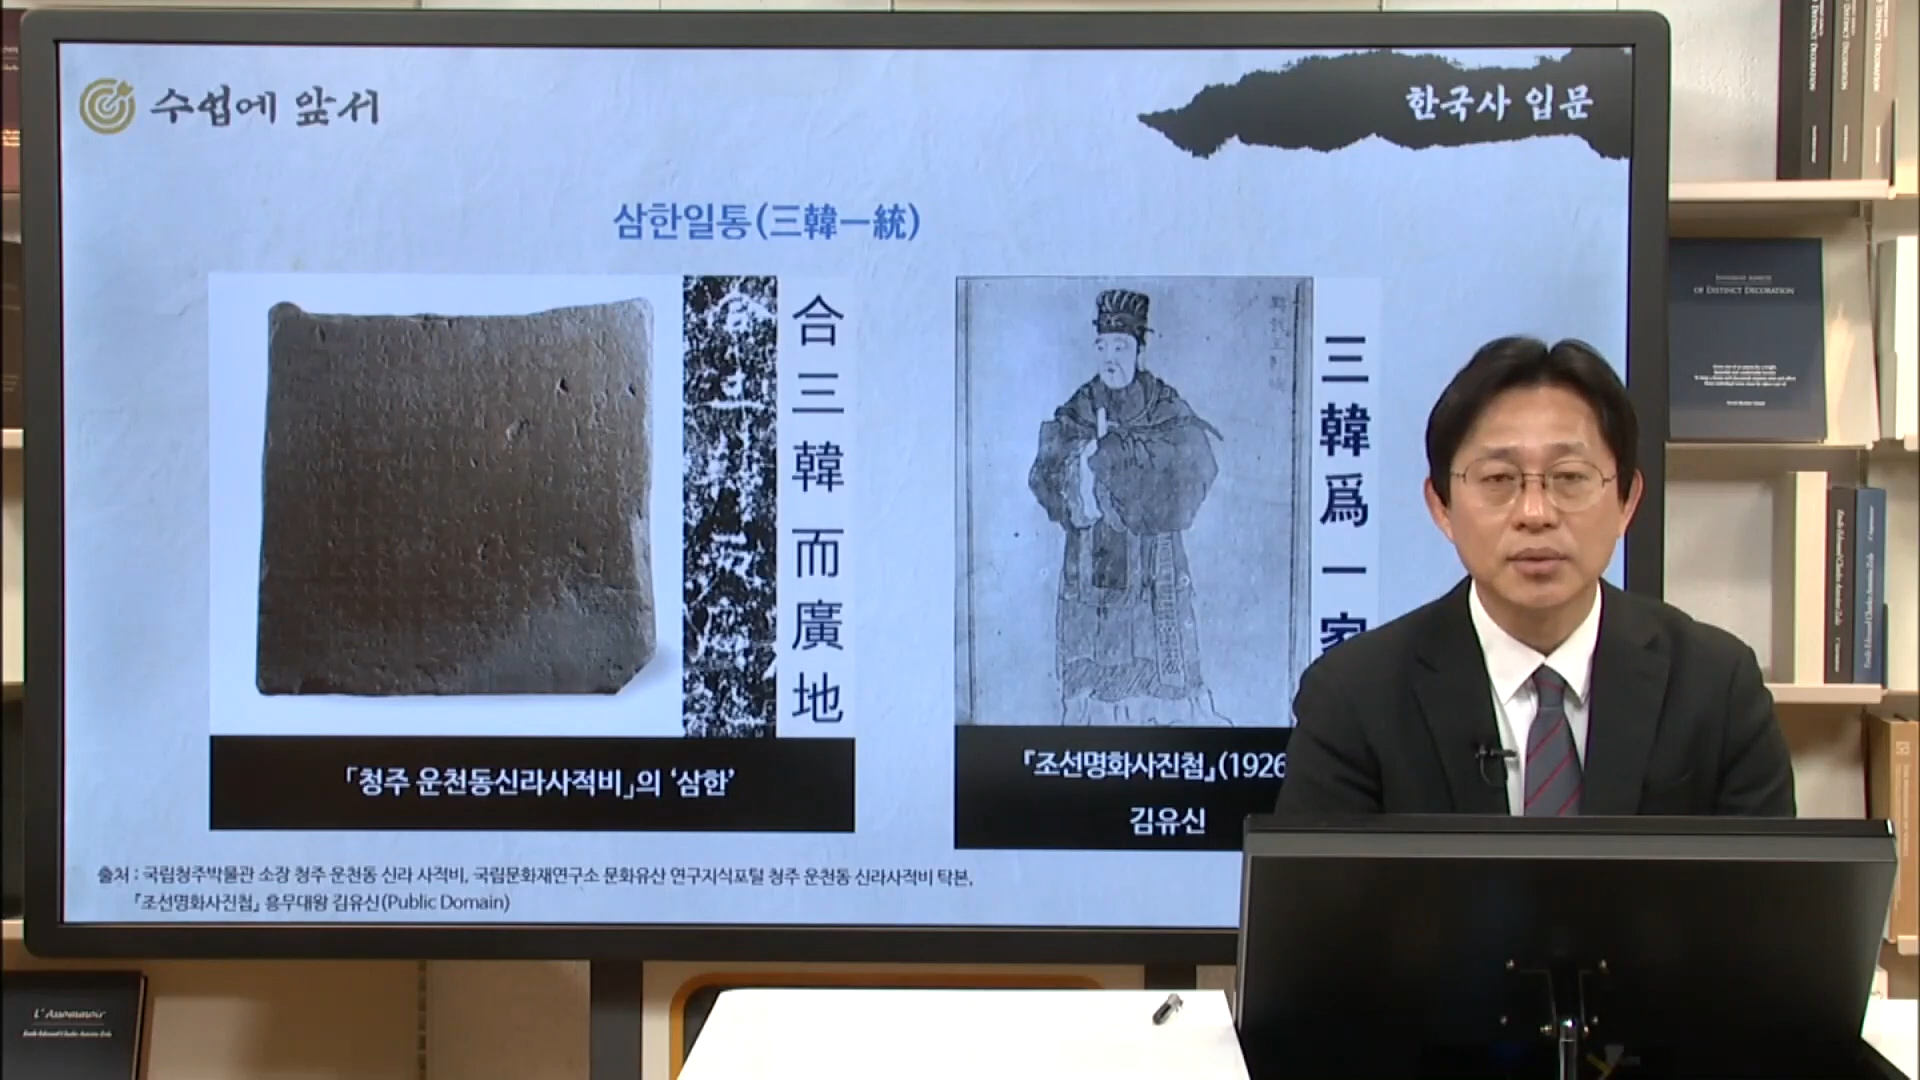 수업에 앞서
한국사 입문
삼한일통(三韓一統)
合三韓而廣地
三韓爲一家
「청주 운천동신라사적비」의 ‘삼한’
『조선명화사진첩』(1926
김유신
출처 : 국립청주박물관 소장 청주 운천동 신라 사적비, 국립문화재연구소 문화유산 연구지식포털 청주 운천동 신라사적비 탁본,
『조선명화사진첩』 흥무대왕 김유신(Public Domain)
OF DISTINCT DECORATION
L' Assommoir